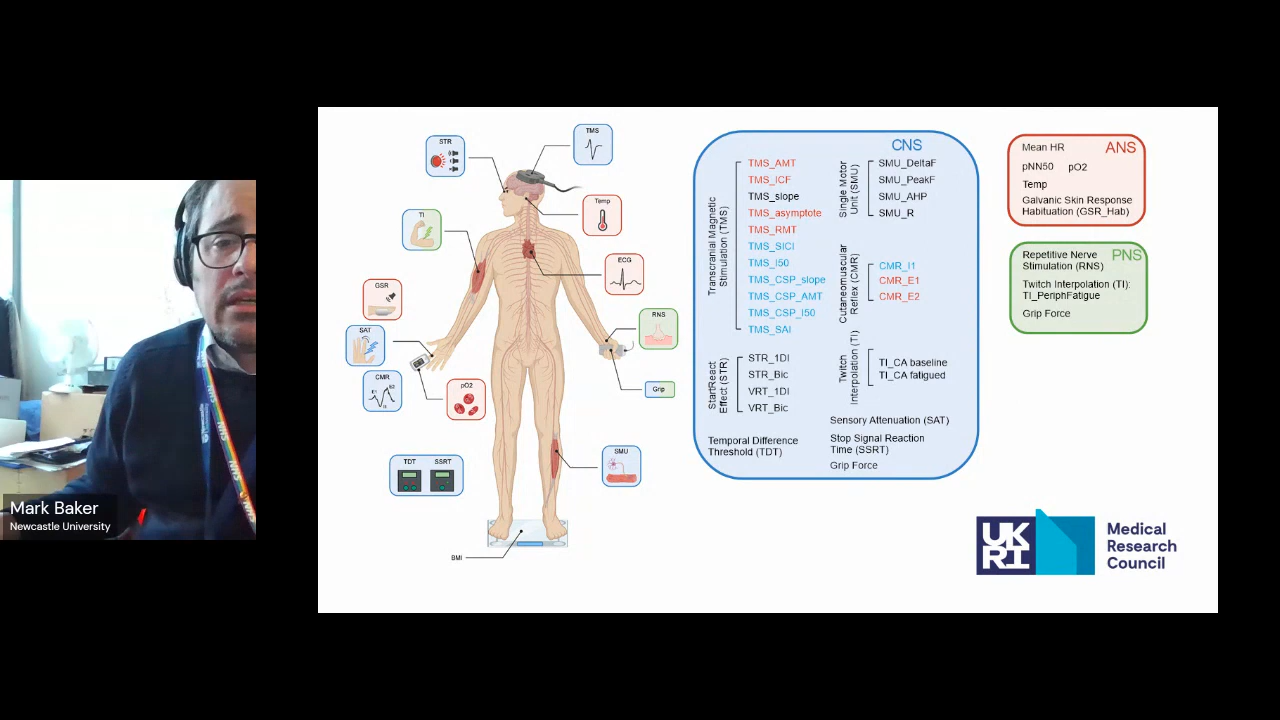 STR
TMS
TI
Temp
ECG
GSR
SAT
CMR
E1
E2
I1
pO2
RNS
Grip
TDT
SSRT
SMU
BMI
CNS
Transcranial Magnetic
Stimulation (TMS)
TMS_AMT
TMS_ICF
TMS_slope
TMS_asymptote
TMS_RMT
TMS_SICI
TMS_I50
TMS_CSP_slope
TMS_CSP_AMT
TMS_CSP_I50
TMS_SAI
StartReact
Effect (STR)
STR_1DI
STR_Bic
VRT_1DI
VRT_Bic
Temporal Difference
Threshold (TDT)
Single Motor
Unit (SMU)
SMU_DeltaF
SMU_PeakF
SMU_AHP
SMU_R
Cutaneomuscular
Reflex (CMR)
CMR_I1
CMR_E1
CMR_E2
Twitch
Interpolation (TI)
TI_CA baseline
TI_CA fatigued
Sensory Attenuation (SAT)
Stop Signal Reaction
Time (SSRT)
Grip Force
ANS
Mean HR
pNN50 pO2
Temp
Galvanic Skin Response
Habituation (GSR_Hab)
PNS
Repetitive Nerve
Stimulation (RNS)
Twitch Interpolation (TI):
TI_PeriphFatigue
Grip Force
UK
RI
Medical
Research
Council
Mark Baker
Newcastle University